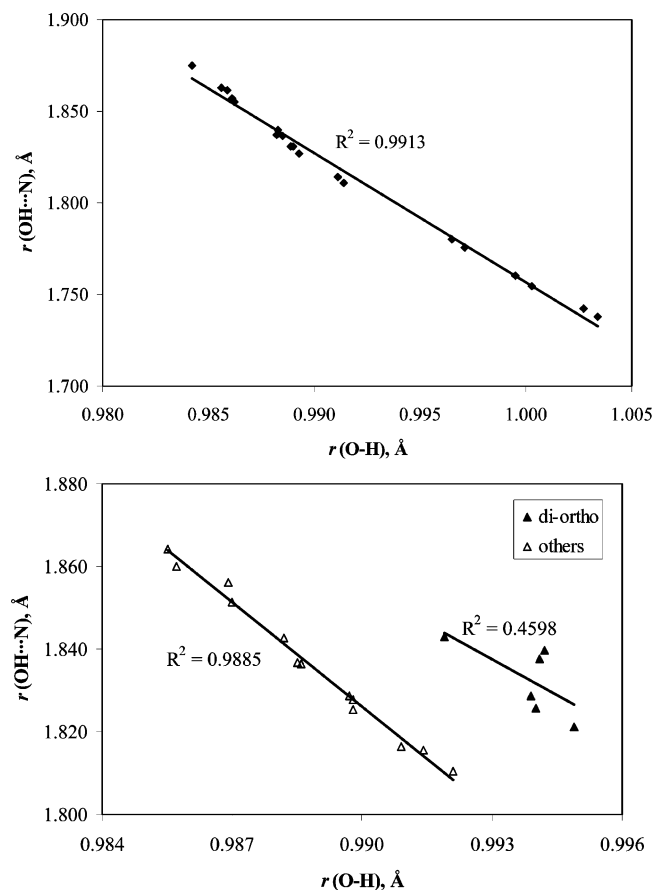 1.900
1.850
R² = 0.9913
1.800
r (OH···N), Å
1.750
1.700
0.980 0.985 0.990 0.995 1.000 1.005
r (O-H), Å
1.880
di-ortho
others
1.860
1.840
R² = 0.4598
R² = 0.9885
r (OH···N), Å
1.820
1.800
0.984 0.987 0.990 0.993 0.996
r (O-H), Å